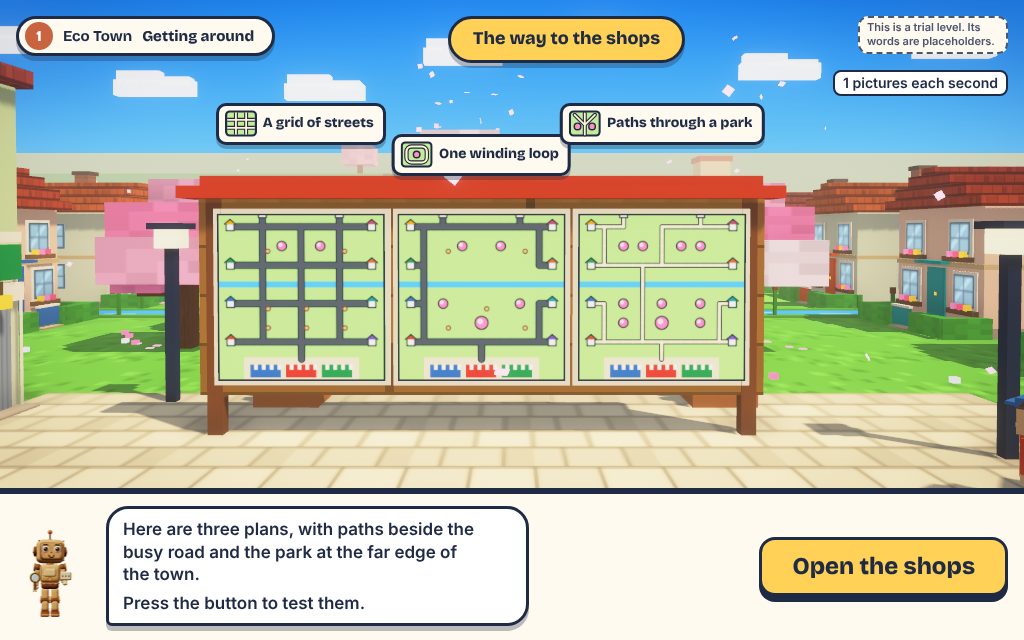 1 Eco Town Getting around
The way to the shops
This is a trial level. Its
words are placeholders.
1 pictures each second
A grid of streets
Paths through a park
One winding loop
Here are three plans, with paths beside the
busy road and the park at the far edge of
the town.
Press the button to test them.
Open the shops